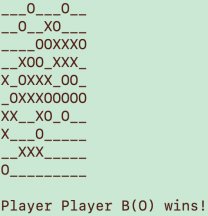 ___O___O__
__O__XO___
____OOXXXO
__XOO_XXX_
X_OXXX_OO_
_OXXXOOOOO
XX__XO_O__
X___O_____
__XXX_____
O_________
Player Player B(O) wins!